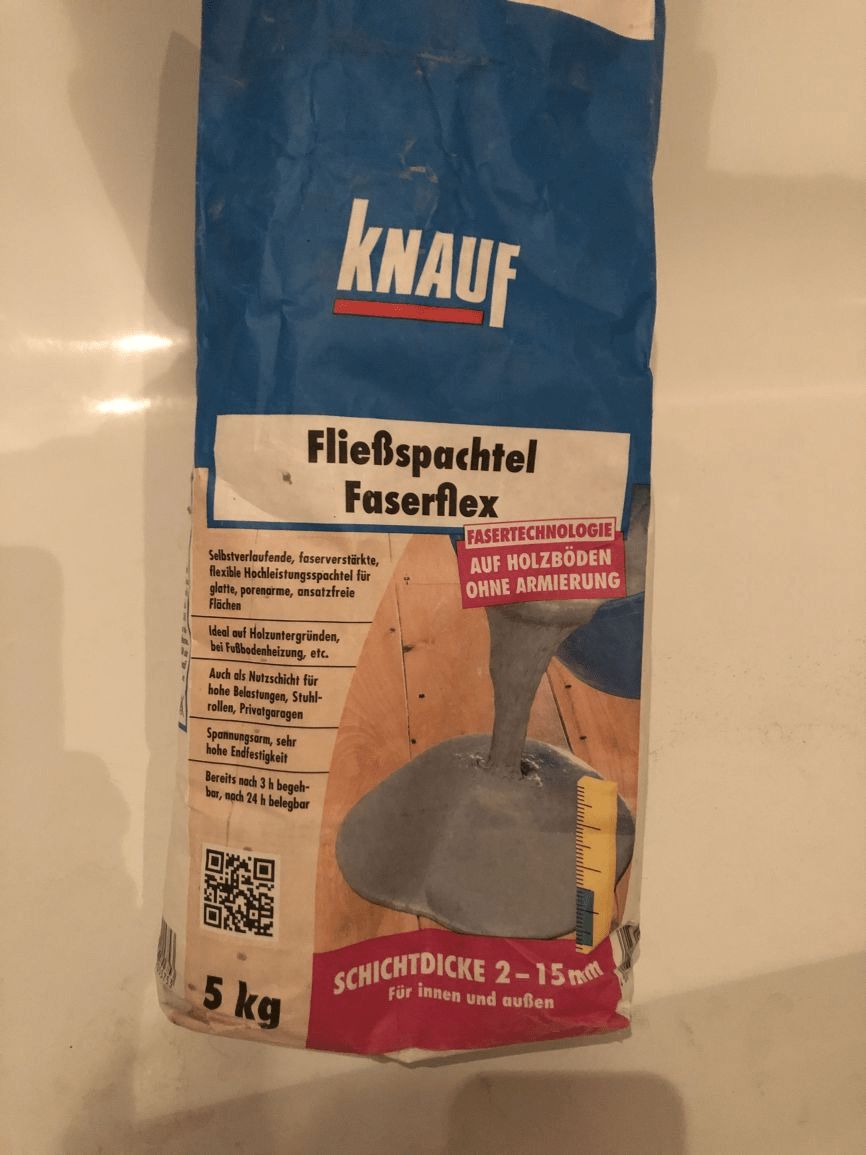 KNAUF
Fließspachtel
Faserflex
FASERTECHNOLOGIE
AUF HOLZBÖDEN
OHNE ARMIERUNG
Selbstverlaufende, faserverstärkte,
flexible Hochleistungsspachtel für
glatte, porenarme, ansatzfreie
Flächen
Ideal auf Holzuntergründen,
bei Fußbodenheizung, etc.
Auch als Nutzschicht für
hohe Belastungen, Stuhl-
rollen, Privatgaragen
Spannungsarm, sehr
hohe Endfestigkeit
Bereits nach 3 h begeh-
bar, nach 24 h belegbar
5 kg
SCHICHTDICKE 2–15 mm
Für innen und außen